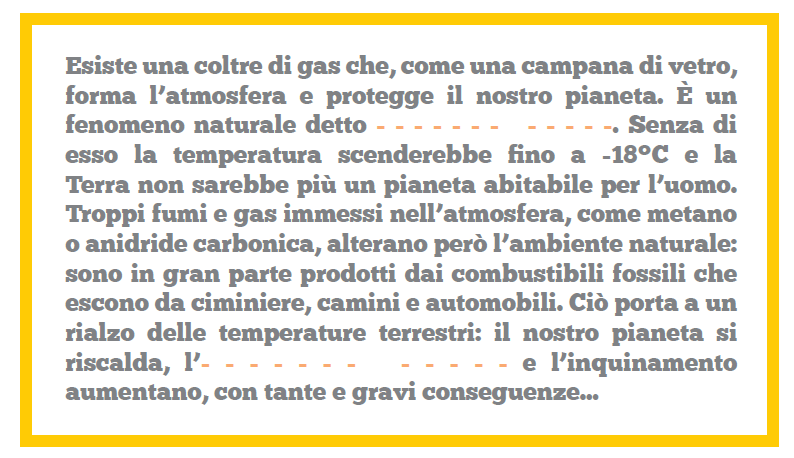 Esiste una coltre di gas che, come una campana di vetro,
forma l’atmosfera e protegge il nostro pianeta. È un
fenomeno naturale detto - - - - - - - - - - - -. Senza di
esso la temperatura scenderebbe fino a -18°C e la
Terra non sarebbe più un pianeta abitabile per l’uomo.
Troppi fumi e gas immessi nell’atmosfera, come metano
o anidride carbonica, alterano però l’ambiente naturale:
sono in gran parte prodotti dai combustibili fossili che
escono da ciminiere, camini e automobili. Ciò porta a un
rialzo delle temperature terrestri: il nostro pianeta si
riscalda, l’- - - - - - - - - - - - e l’inquinamento
aumentano, con tante e gravi conseguenze...